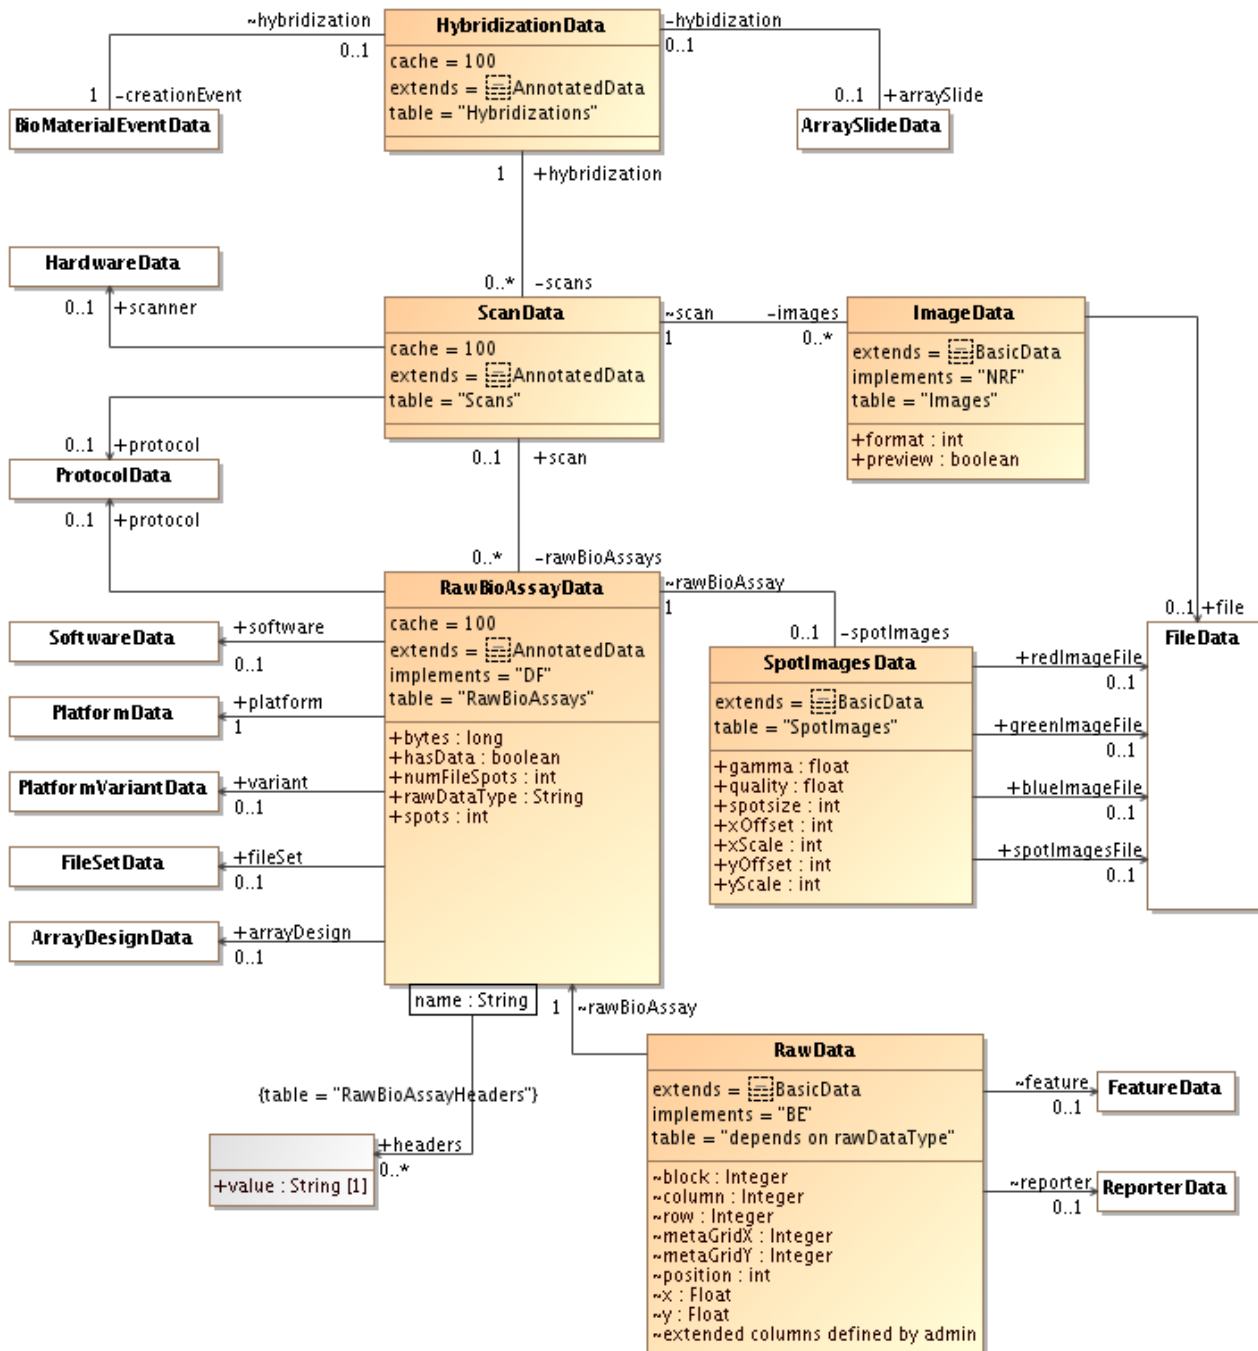 ~hybridization
0..1
HybridizationData
cache = 100
extends = AnnotatedData
table = "Hybridizations"
-hybidization
0..1
1 -creationEvent
BioMaterialEventData
0..1 +arraySlide
ArraySlideData
1 +hybridization
HardwareData
0..1 +scanner
0..* -scans
ScanData
cache = 100
extends = AnnotatedData
table = "Scans"
~scan
1
-images
0..*
ImageData
extends = BasicData
implements = "NRF"
table = "Images"
+format : int
+preview : boolean
0..1 +protocol
ProtocolData
0..1 +protocol
0..1 +scan
0..* -rawBioAssays
RawBioAssayData
cache = 100
extends = AnnotatedData
implements = "DF"
table = "RawBioAssays"
+bytes : long
+hasData : boolean
+numFileSpots : int
+rawDataType : String
+spots : int
~rawBioAssay
1
0..1 -spotImages
SpotImagesData
extends = BasicData
table = "SpotImages"
+gamma : float
+quality : float
+spotsize : int
+xOffset : int
+xScale : int
+yOffset : int
+yScale : int
0..1 +file
FileData
+redImageFile
0..1
+greenImageFile
0..1
+blueImageFile
0..1
+spotImagesFile
0..1
SoftwareData
+software
0..1
PlatformData
+platform
1
PlatformVariantData
+variant
0..1
FileSetData
+fileSet
0..1
ArrayDesignData
+arrayDesign
0..1
name : String
1 ~rawBioAssay
{table = "RawBioAssayHeaders"}
+headers
0..*
+value : String [1]
RawData
extends = BasicData
implements = "BE"
table = "depends on rawDataType"
~block : Integer
~column : Integer
~row : Integer
~metaGridX : Integer
~metaGridY : Integer
~position : int
~x : Float
~y : Float
~extended columns defined by admin
~feature
0..1
FeatureData
~reporter
0..1
ReporterData